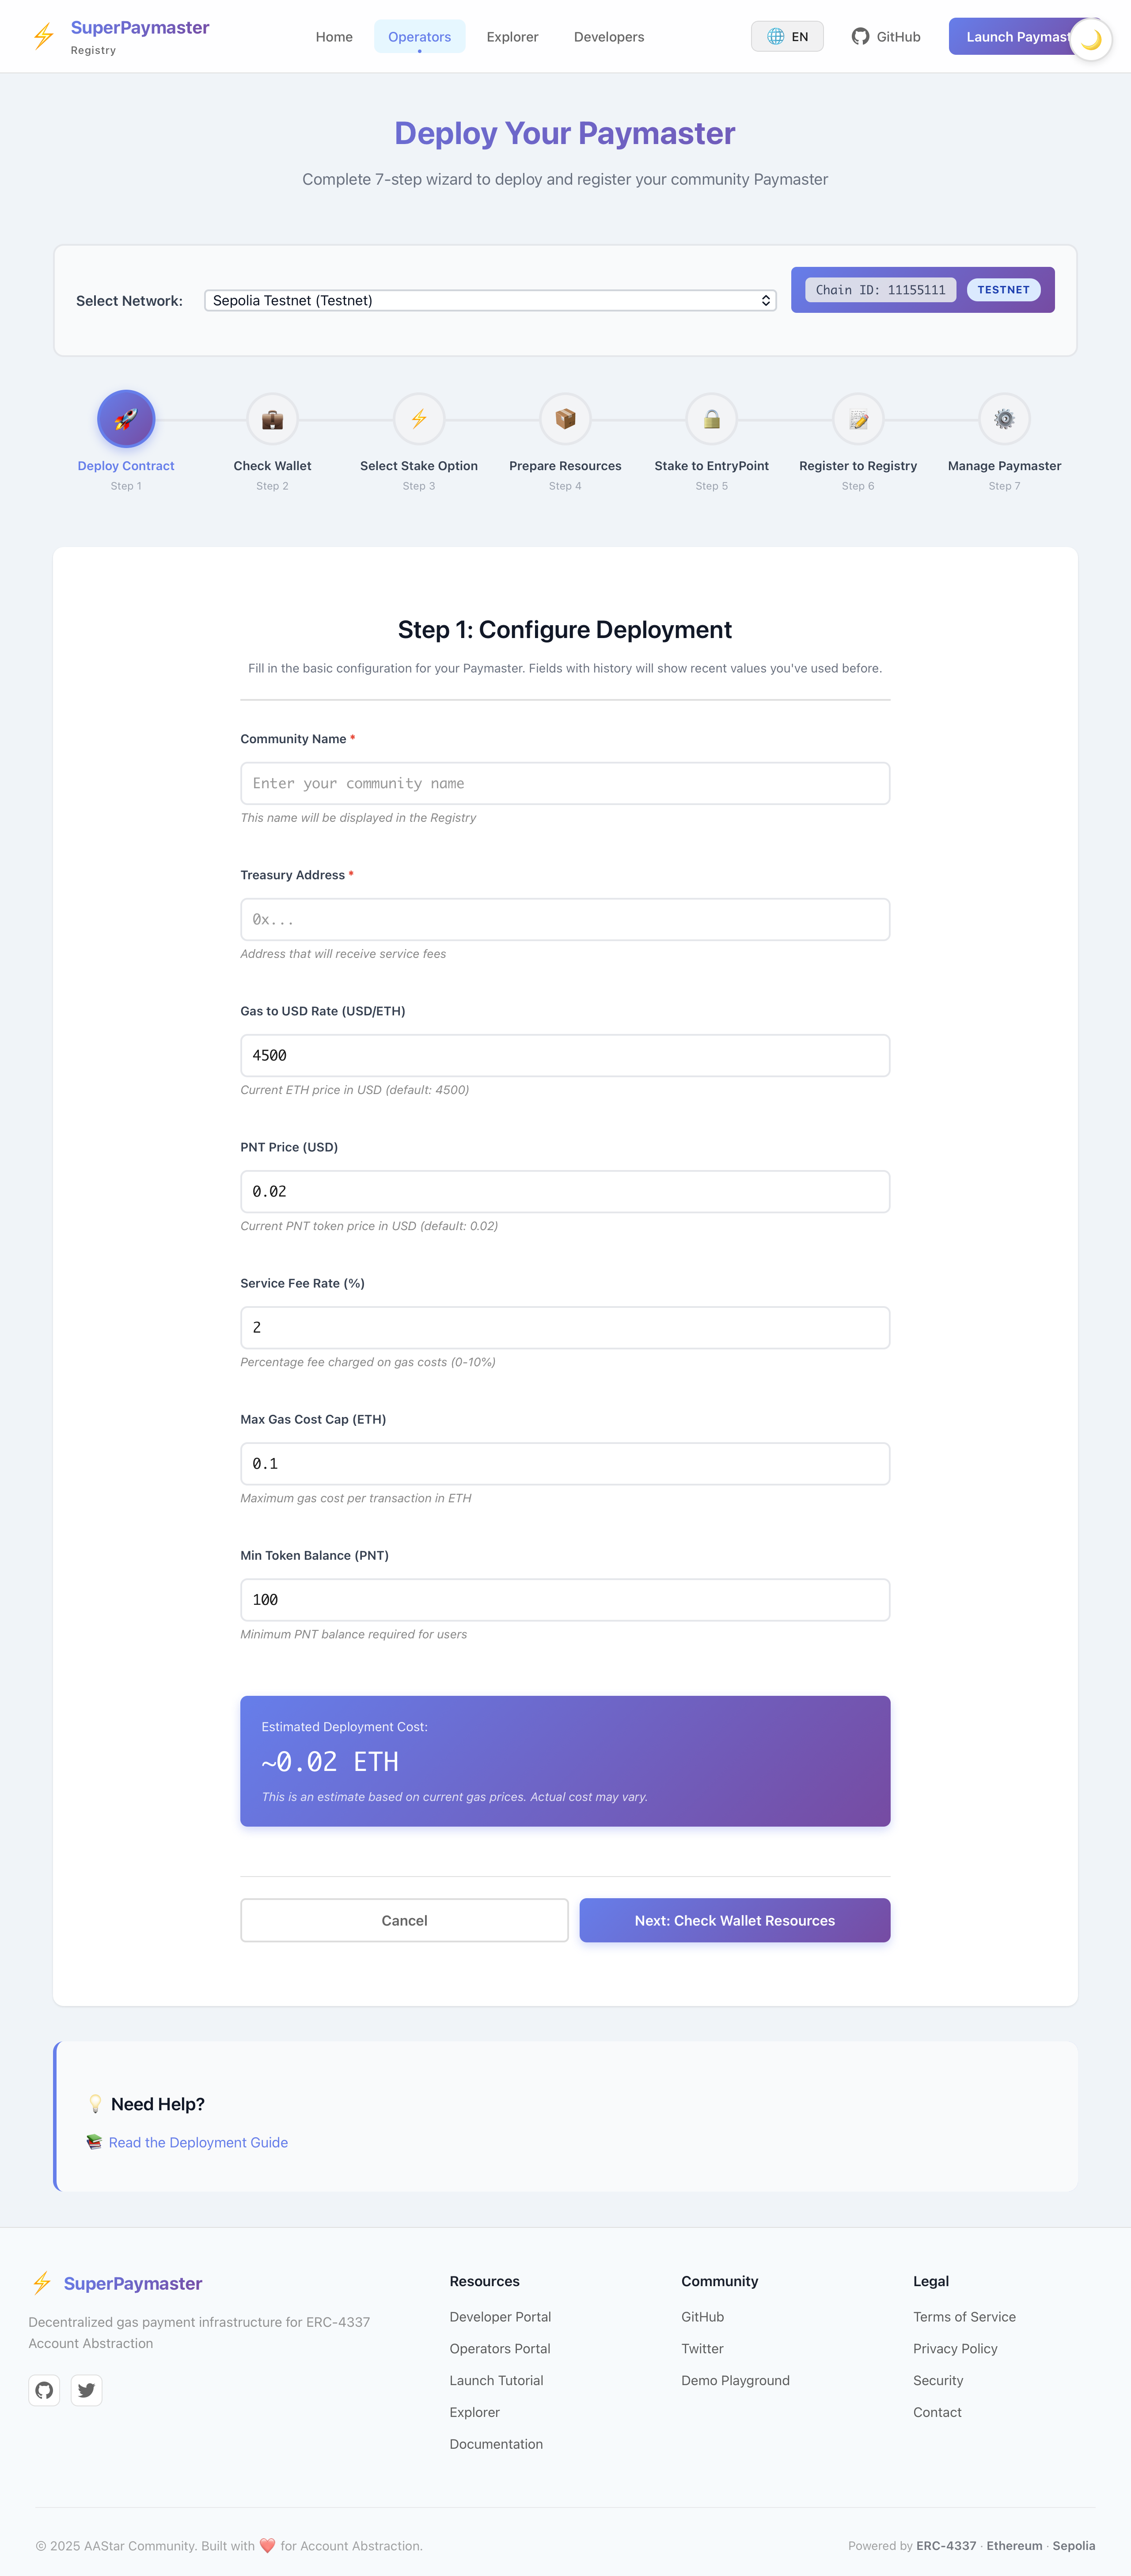 SuperPaymaster
Registry
Home
Operators
Explorer
Developers
EN
GitHub
Launch Paymast
Deploy Your Paymaster
Complete 7-step wizard to deploy and register your community Paymaster
Select Network:
Sepolia Testnet (Testnet)
Chain ID: 11155111
TESTNET
Deploy Contract
Step 1
Check Wallet
Step 2
Select Stake Option
Step 3
Prepare Resources
Step 4
Stake to EntryPoint
Step 5
Register to Registry
Step 6
Manage Paymaster
Step 7
Step 1: Configure Deployment
Fill in the basic configuration for your Paymaster. Fields with history will show recent values you've used before.
Community Name *
Enter your community name
This name will be displayed in the Registry
Treasury Address *
0x...
Address that will receive service fees
Gas to USD Rate (USD/ETH)
4500
Current ETH price in USD (default: 4500)
PNT Price (USD)
0.02
Current PNT token price in USD (default: 0.02)
Service Fee Rate (%)
2
Percentage fee charged on gas costs (0-10%)
Max Gas Cost Cap (ETH)
0.1
Maximum gas cost per transaction in ETH
Min Token Balance (PNT)
100
Minimum PNT balance required for users
Estimated Deployment Cost:
~0.02 ETH
This is an estimate based on current gas prices. Actual cost may vary.
Cancel
Next: Check Wallet Resources
💡 Need Help?
📚 Read the Deployment Guide
SuperPaymaster
Decentralized gas payment infrastructure for ERC-4337
Account Abstraction
Resources
Developer Portal
Operators Portal
Launch Tutorial
Explorer
Documentation
Community
GitHub
Twitter
Demo Playground
Legal
Terms of Service
Privacy Policy
Security
Contact
© 2025 AAStar Community. Built with ❤️ for Account Abstraction.
Powered by ERC-4337 · Ethereum · Sepolia